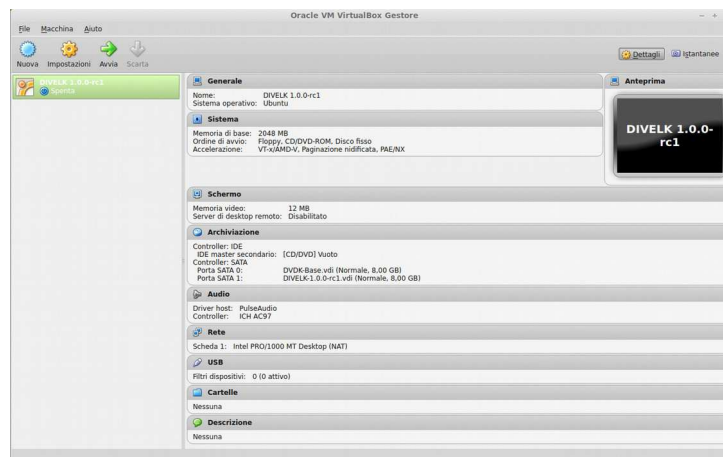 Oracle VM VirtualBox Gestore
File Macchina Aiuto
Nuova Impostazioni Avvia Scarta
Dettagli Istantanee
DIVELK 1.0.0-rc1
Spenta
Generale
Nome: DIVELK 1.0.0-rc1
Sistema operativo: Ubuntu
Anteprima
DIVELK 1.0.0-
rc1
Sistema
Memoria di base: 2048 MB
Ordine di avvio: Floppy, CD/DVD-ROM, Disco fisso
Accelerazione: VT-x/AMD-V, Paginazione nidificata, PAE/NX
Schermo
Memoria video: 12 MB
Server di desktop remoto: Disabilitato
Archiviazione
Controller: IDE
IDE master secondario: [CD/DVD] Vuoto
Controller: SATA
Porta SATA 0: DVDK-Base.vdi (Normale, 8,00 GB)
Porta SATA 1: DIVELK-1.0.0-rc1.vdi (Normale, 8,00 GB)
Audio
Driver host: PulseAudio
Controller: ICH AC97
Rete
Scheda 1: Intel PRO/1000 MT Desktop (NAT)
USB
Filtri dispositivi: 0 (0 attivo)
Cartelle
Nessuna
Descrizione
Nessuna